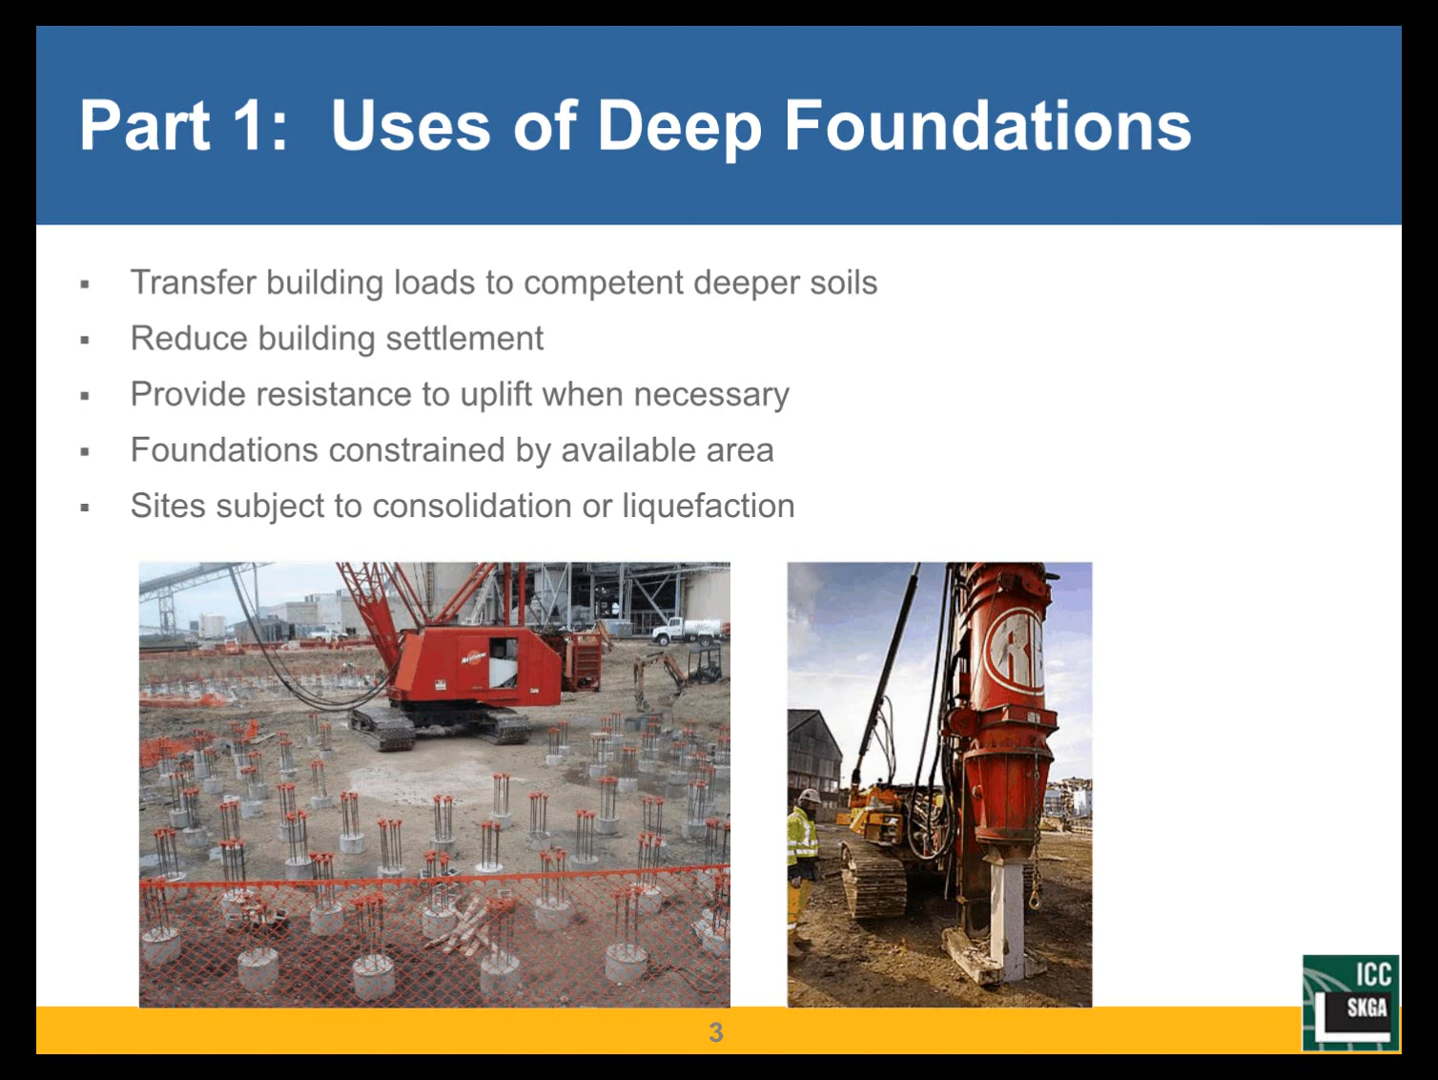 Part 1: Uses of Deep Foundations
Transfer building loads to competent deeper soils
Reduce building settlement
Provide resistance to uplift when necessary
Foundations constrained by available area
Sites subject to consolidation or liquefaction
3
ICC
SKGA